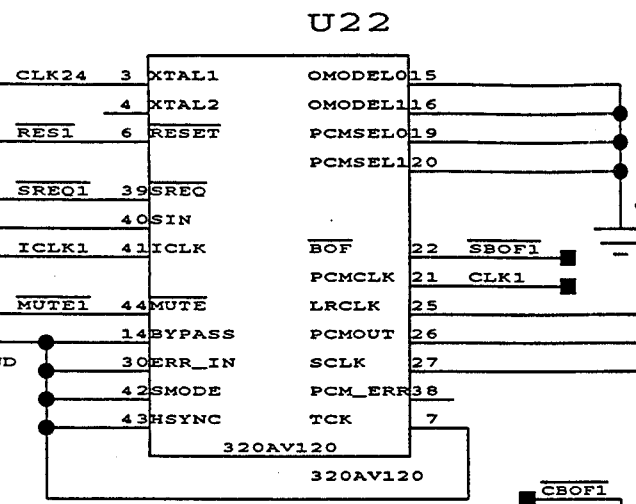 U22
CLK24 3 XTAL1 OMODEL0 15
4 XTAL2 OMODEL1 16
RES1 6 RESET PCMSEL0 19
PCMSEL1 20
SREQ1 39 SREQ
40 SIN
ICLK1 41 ICLK BOF 22 SBOF1
PCMCLK 21 CLK1
MUTE1 44 MUTE LRCLK 25
14 BYPASS PCMOUT 26
30 ERR_IN SCLK 27
42 SMODE PCM_ERR 38
43 HSYNC TCK 7
320AV120
320AV120
CBOF1